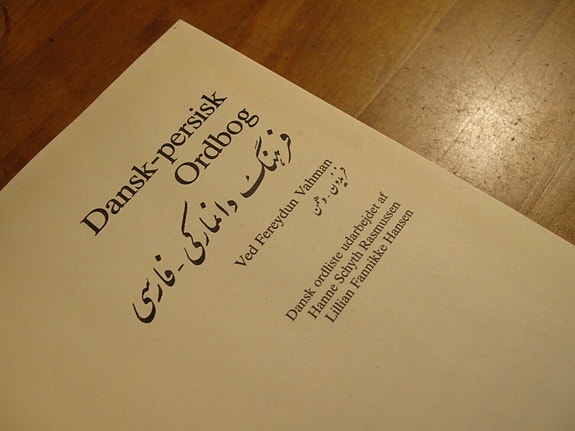 Dansk-persisk
Ordbog
فرهنگ دانمارکی - فارسی
Ved Fereydun Vahman
فریدون وهمن
Dansk ordliste udarbejdet af
Hanne Schyth Rasmussen
Lillian Fannikke Hansen